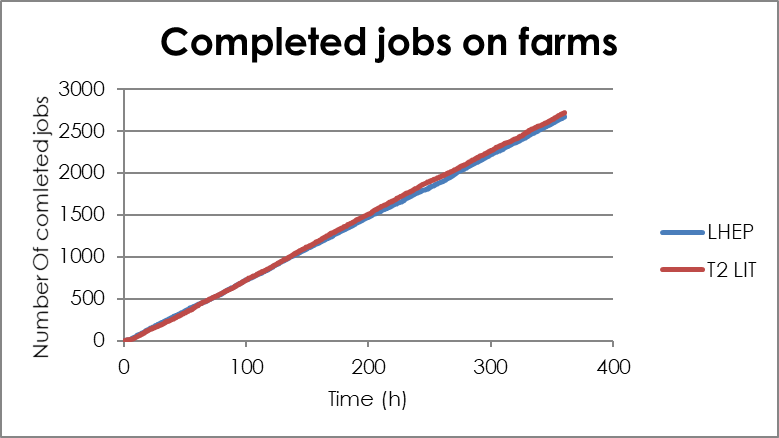 Completed jobs on farms
Number Of comleted jobs
3000
2500
2000
1500
1000
500
0
0 100 200 300 400
Time (h)
LHEP
T2 LIT